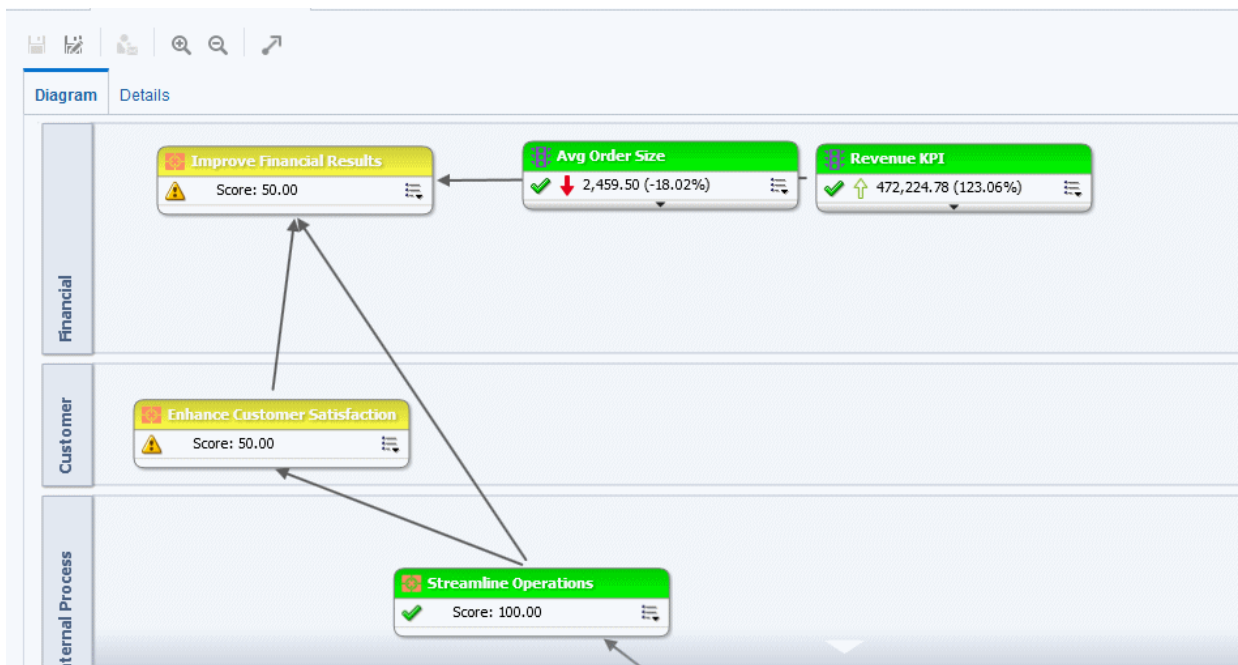 Diagram
Details
Financial
Improve Financial Results
Score: 50.00
Avg Order Size
2,459.50 (-18.02%)
Revenue KPI
472,224.78 (123.06%)
Customer
Enhance Customer Satisfaction
Score: 50.00
ternal Process
Streamline Operations
Score: 100.00